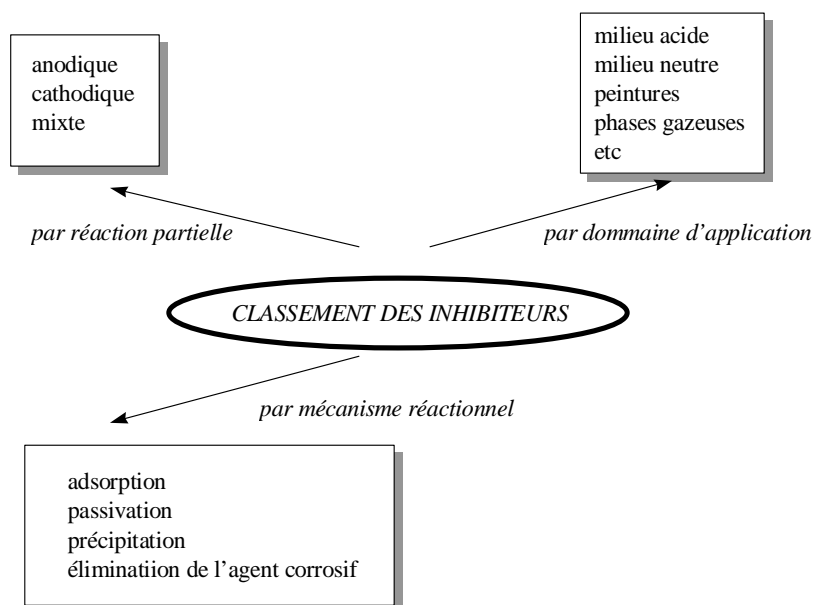 anodique
cathodique
mixte
milieu acide
milieu neutre
peintures
phases gazeuses
etc
par réaction partielle
par dommaine d’application
CLASSEMENT DES INHIBITEURS
par mécanisme réactionnel
adsorption
passivation
précipitation
éliminatiion de l’agent corrosif